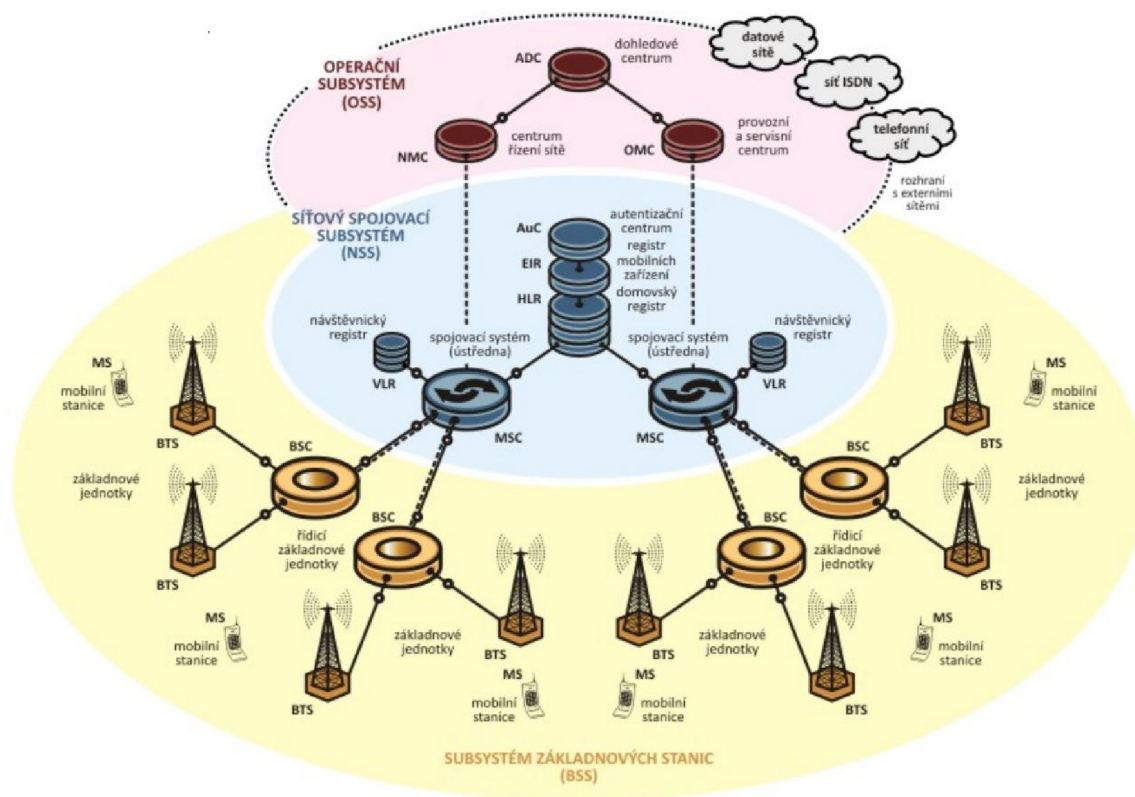 datové
sítě
síť ISDN
telefonní
síť
rozhraní
s externími
sítěmi
OPERAČNÍ
SUBSYSTÉM
(OSS)
ADC
dohledové
centrum
NMC
centrum
řízení sítě
OMC
provozní
a servisní
centrum
SÍŤOVÝ SPOJOVACÍ
SUBSYSTÉM
(NSS)
AuC
autentizační
centrum
EIR
registr
mobilních
zařízení
HLR
domovský
registr
návštěvnický
registr
VLR
spojovací systém
(ústředna)
MSC
spojovací systém
(ústředna)
MSC
návštěvnický
registr
VLR
MS
mobilní
stanice
BTS
BSC
základnové
jednotky
BTS
řídicí
základnové
jednotky
BSC
MS
mobilní
stanice
BTS
základnové
jednotky
BTS
MS
mobilní
stanice
MS
mobilní
stanice
BTS
BSC
základnové
jednotky
BTS
řídicí
základnové
jednotky
BSC
MS
mobilní
stanice
BTS
základnové
jednotky
BTS
MS
mobilní
stanice
SUBSYSTÉM ZÁKLADNOVÝCH STANIC
(BSS)